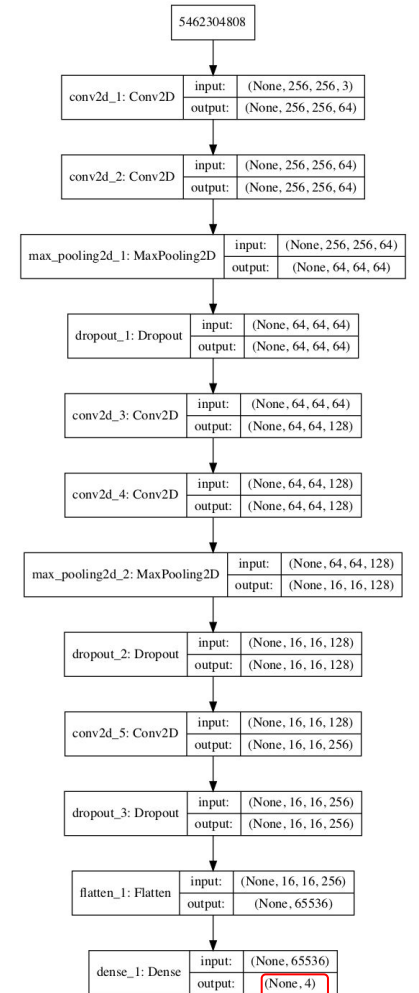 5462304808
conv2d_1: Conv2D input: (None, 256, 256, 3)
output: (None, 256, 256, 64)
conv2d_2: Conv2D input: (None, 256, 256, 64)
output: (None, 256, 256, 64)
max_pooling2d_1: MaxPooling2D input: (None, 256, 256, 64)
output: (None, 64, 64, 64)
dropout_1: Dropout input: (None, 64, 64, 64)
output: (None, 64, 64, 64)
conv2d_3: Conv2D input: (None, 64, 64, 64)
output: (None, 64, 64, 128)
conv2d_4: Conv2D input: (None, 64, 64, 128)
output: (None, 64, 64, 128)
max_pooling2d_2: MaxPooling2D input: (None, 64, 64, 128)
output: (None, 16, 16, 128)
dropout_2: Dropout input: (None, 16, 16, 128)
output: (None, 16, 16, 128)
conv2d_5: Conv2D input: (None, 16, 16, 128)
output: (None, 16, 16, 256)
dropout_3: Dropout input: (None, 16, 16, 256)
output: (None, 16, 16, 256)
flatten_1: Flatten input: (None, 16, 16, 256)
output: (None, 65536)
dense_1: Dense input: (None, 65536)
output: (None, 4)